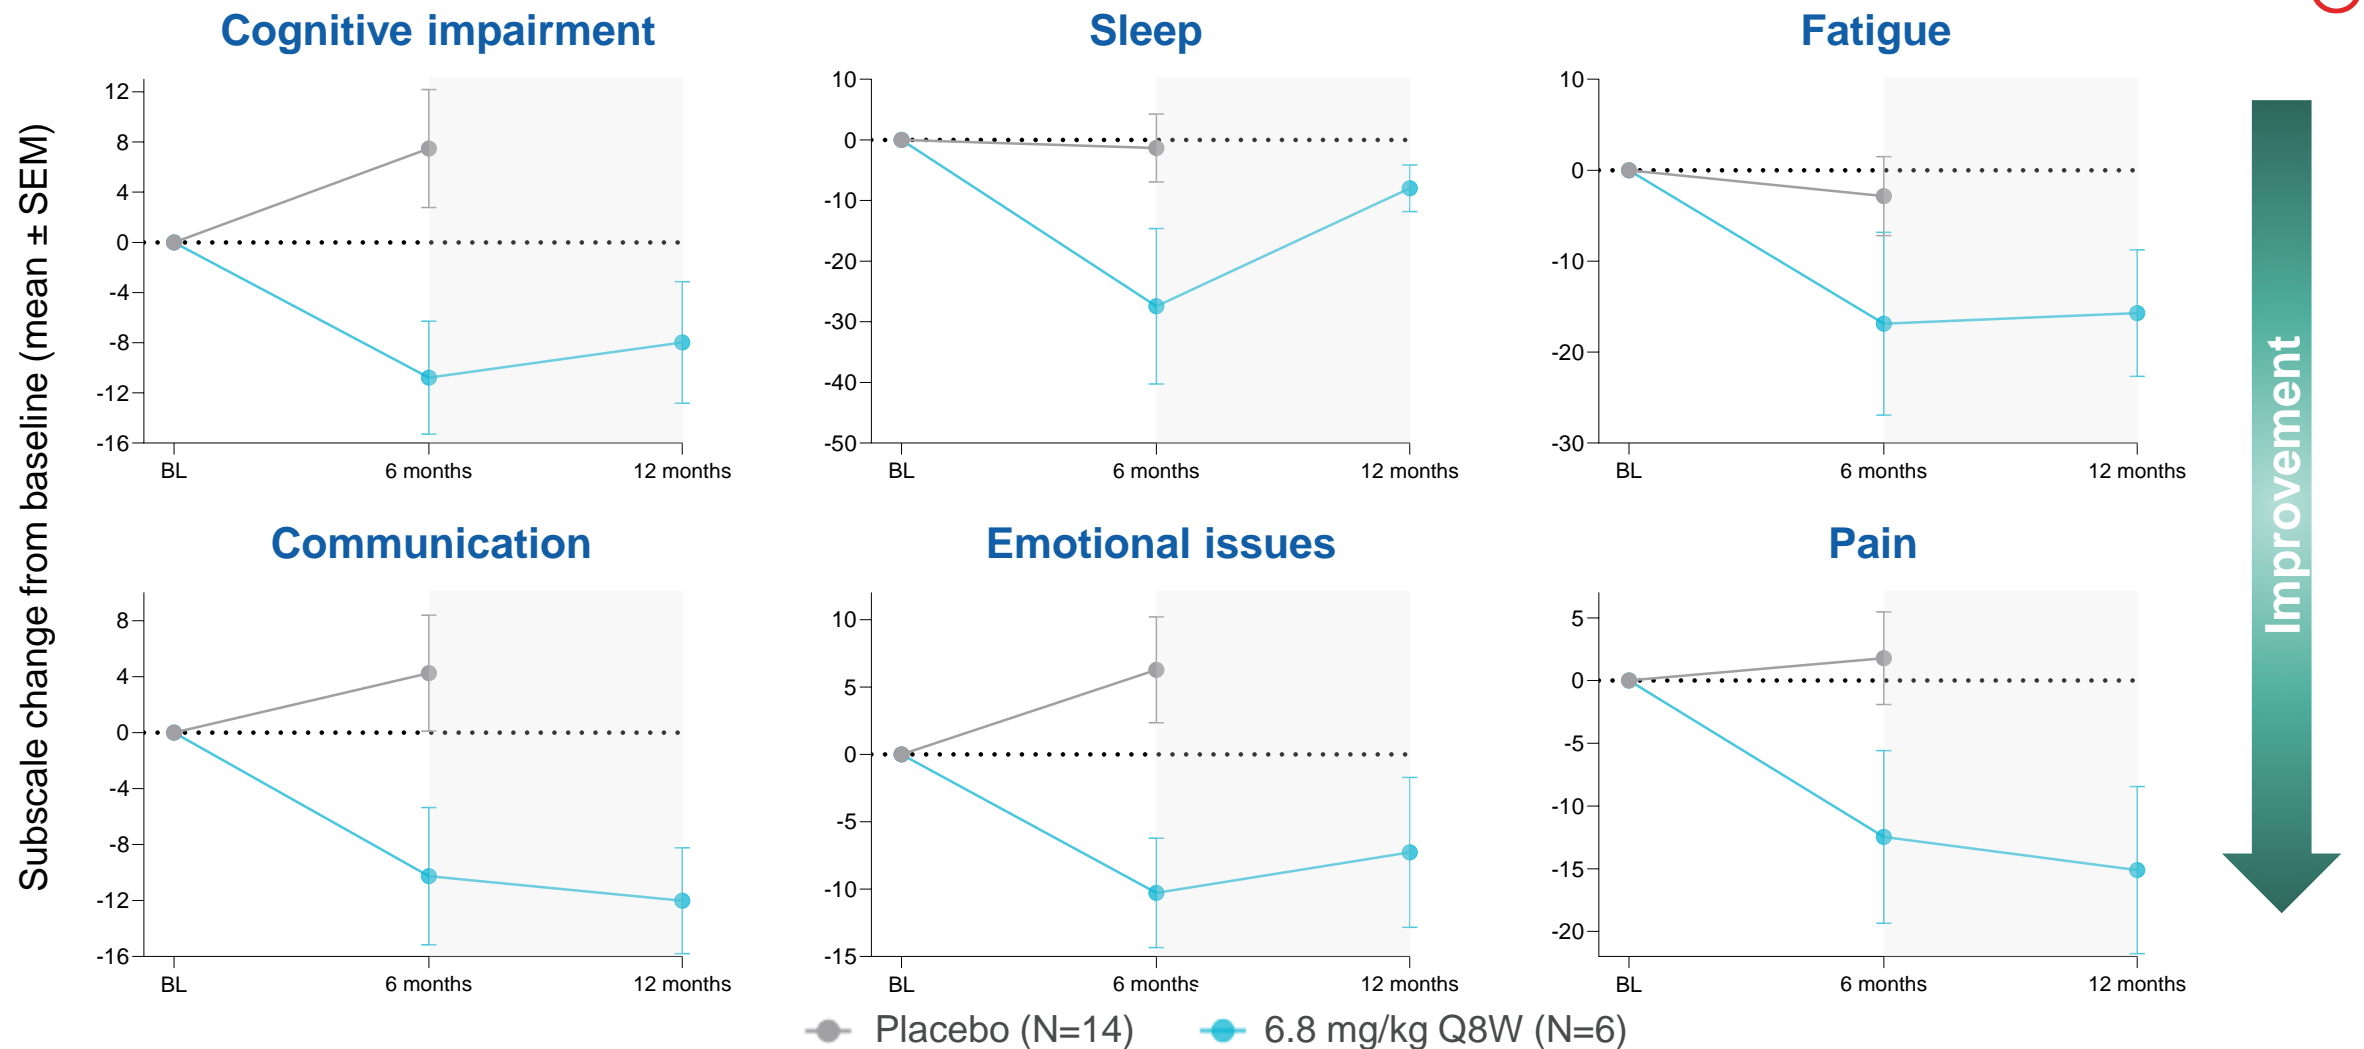 Cognitive impairment
Sleep
Fatigue
Subscale change from baseline (mean ± SEM)
12
8
4
0
-4
-8
-12
-16
BL
6 months
12 months
10
0
-10
-20
-30
-40
-50
BL
6 months
12 months
10
0
-10
-20
-30
BL
6 months
12 months
Improvement
Communication
Emotional issues
Pain
8
4
0
-4
-8
-12
-16
BL
6 months
12 months
10
5
0
-5
-10
-15
BL
6 months
12 months
5
0
-5
-10
-15
-20
BL
6 months
12 months
Placebo (N=14)
6.8 mg/kg Q8W (N=6)